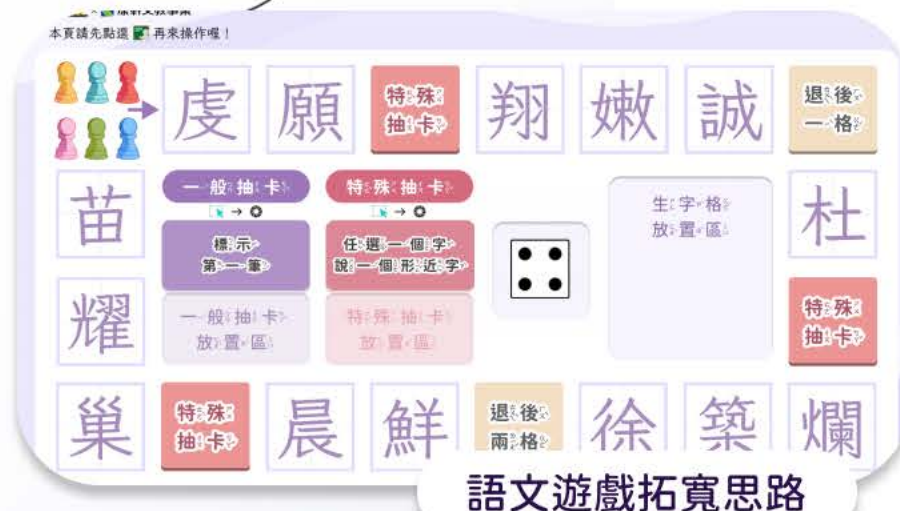 本頁請先點選 再來操作喔！
虔 願 特殊抽卡 翔 嫩 誠 退後一格
苗 杜
一般抽卡 特殊抽卡
標示
第一筆
任選一個字
說一個形近字
生字格
放置區
一般抽卡
放置區
特殊抽卡
放置區
耀 特殊抽卡
巢 特殊抽卡 晨 鮮 退後兩格 徐 築 爛
語文遊戲拓寬思路